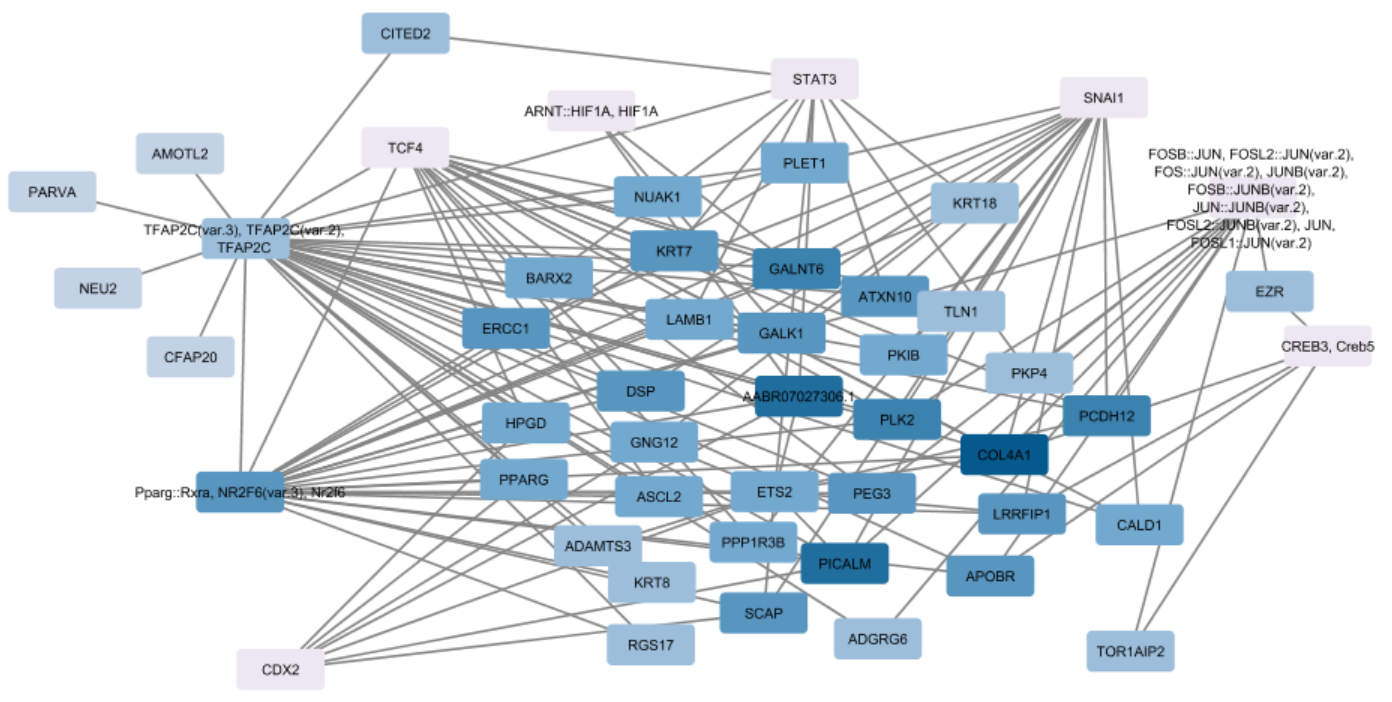 CITED2
STAT3
SNAI1
ARNT::HIF1A, HIF1A
TCF4
AMOTL2
PLET1
FOSB::JUN, FOSL2::JUN(var.2),
FOS::JUN(var.2), JUNB(var.2),
FOSB::JUNB(var.2),
JUN::JUNB(var.2),
FOSL2::JUNB(var.2), JUN,
FOSL1::JUN(var.2)
PARVA
NUAK1
KRT18
TFAP2C(var.3), TFAP2C(var.2),
TFAP2C
KRT7
GALNT6
BARX2
NEU2
ATXN10
EZR
TLN1
LAMB1
ERCC1
GALK1
CREB3, Creb5
CFAP20
PKIB
PKP4
DSP
AABR07027306.1
HPGD
PLK2
PCDH12
GNG12
COL4A1
PPARG
Pparg::Rxra, NR2F6(var.3), Nr2f6
ASCL2
ETS2
PEG3
LRRFIP1
CALD1
ADAMTS3
PPP1R3B
PICALM
KRT8
APOBR
SCAP
RGS17
ADGRG6
TOR1AIP2
CDX2